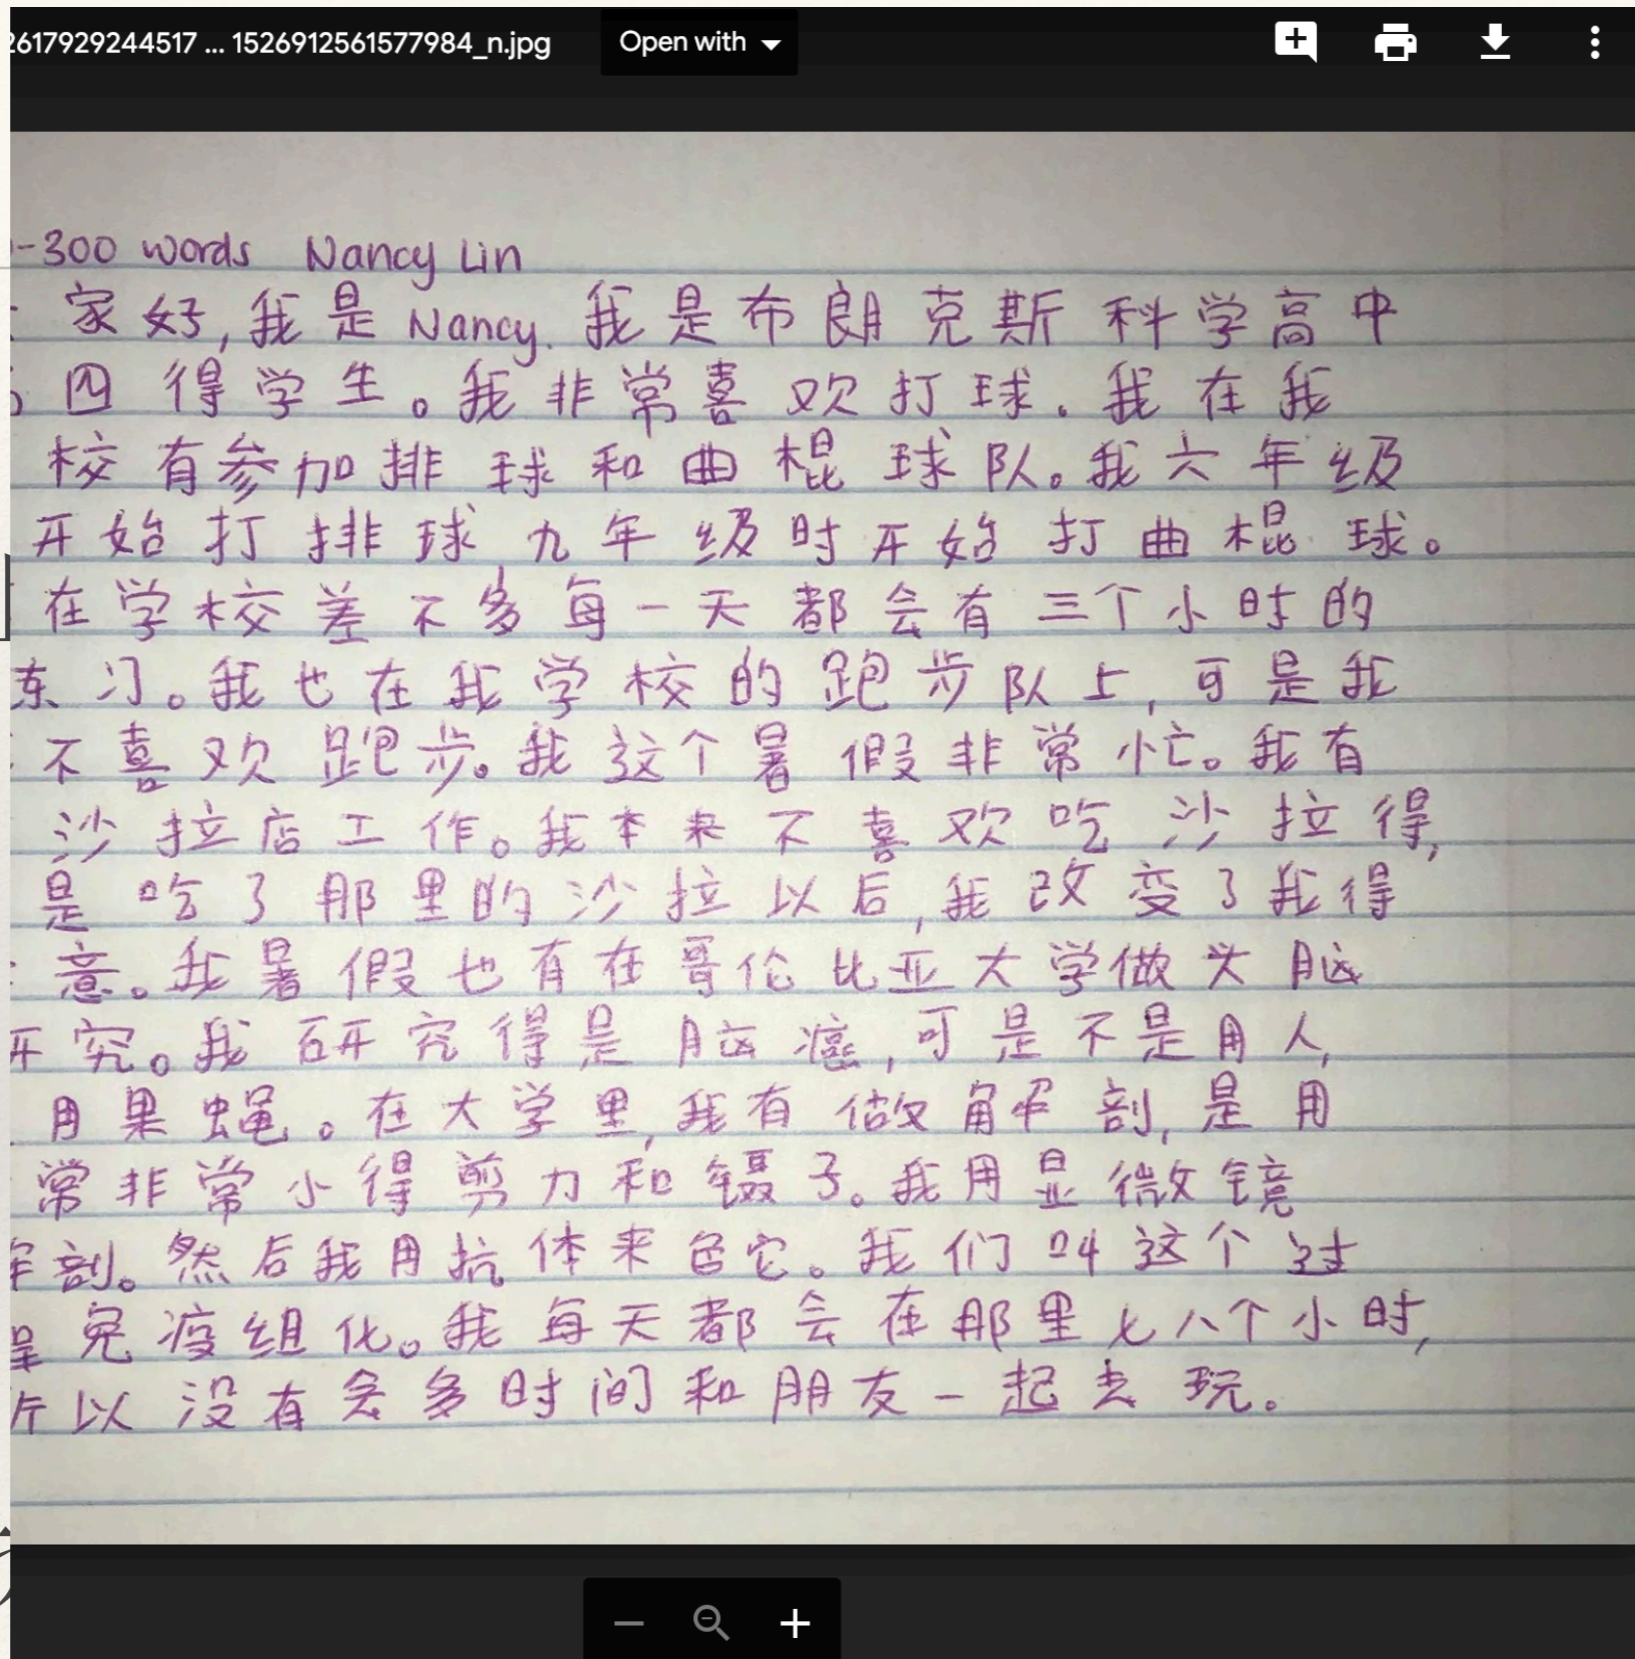 2617929244517 ... 1526912561577984_n.jpg Open with
-300 words Nancy Lin
家好,我是Nancy. 我是布朗克斯科学高中
四得学生。我非常喜欢打球.我在我
校有参加排球和曲棍球队。我六年级
开始打排球,九年级时开始打曲棍球。
在学校差不多每一天都会有三个小时的
习。我也在我学校的跑步队上,可是我
不喜欢跑步。我这个暑假非常忙。我有
沙拉店工作。我本来不喜欢吃沙拉得,
是吃了那里的沙拉以后,我改变了我得
意。我暑假也有在哥伦比亚大学做头脑
究。我研究得是脑癌,可是不是用人,
用果蝇。在大学里,我有做解剖,是用
常非常小得剪力和镊子。我用显微镜
剖。然后我用抗体来色它。我们叫这个过
免疫组化。我每天都会在那里七八个小时,
以没有会多时间和朋友一起去玩。